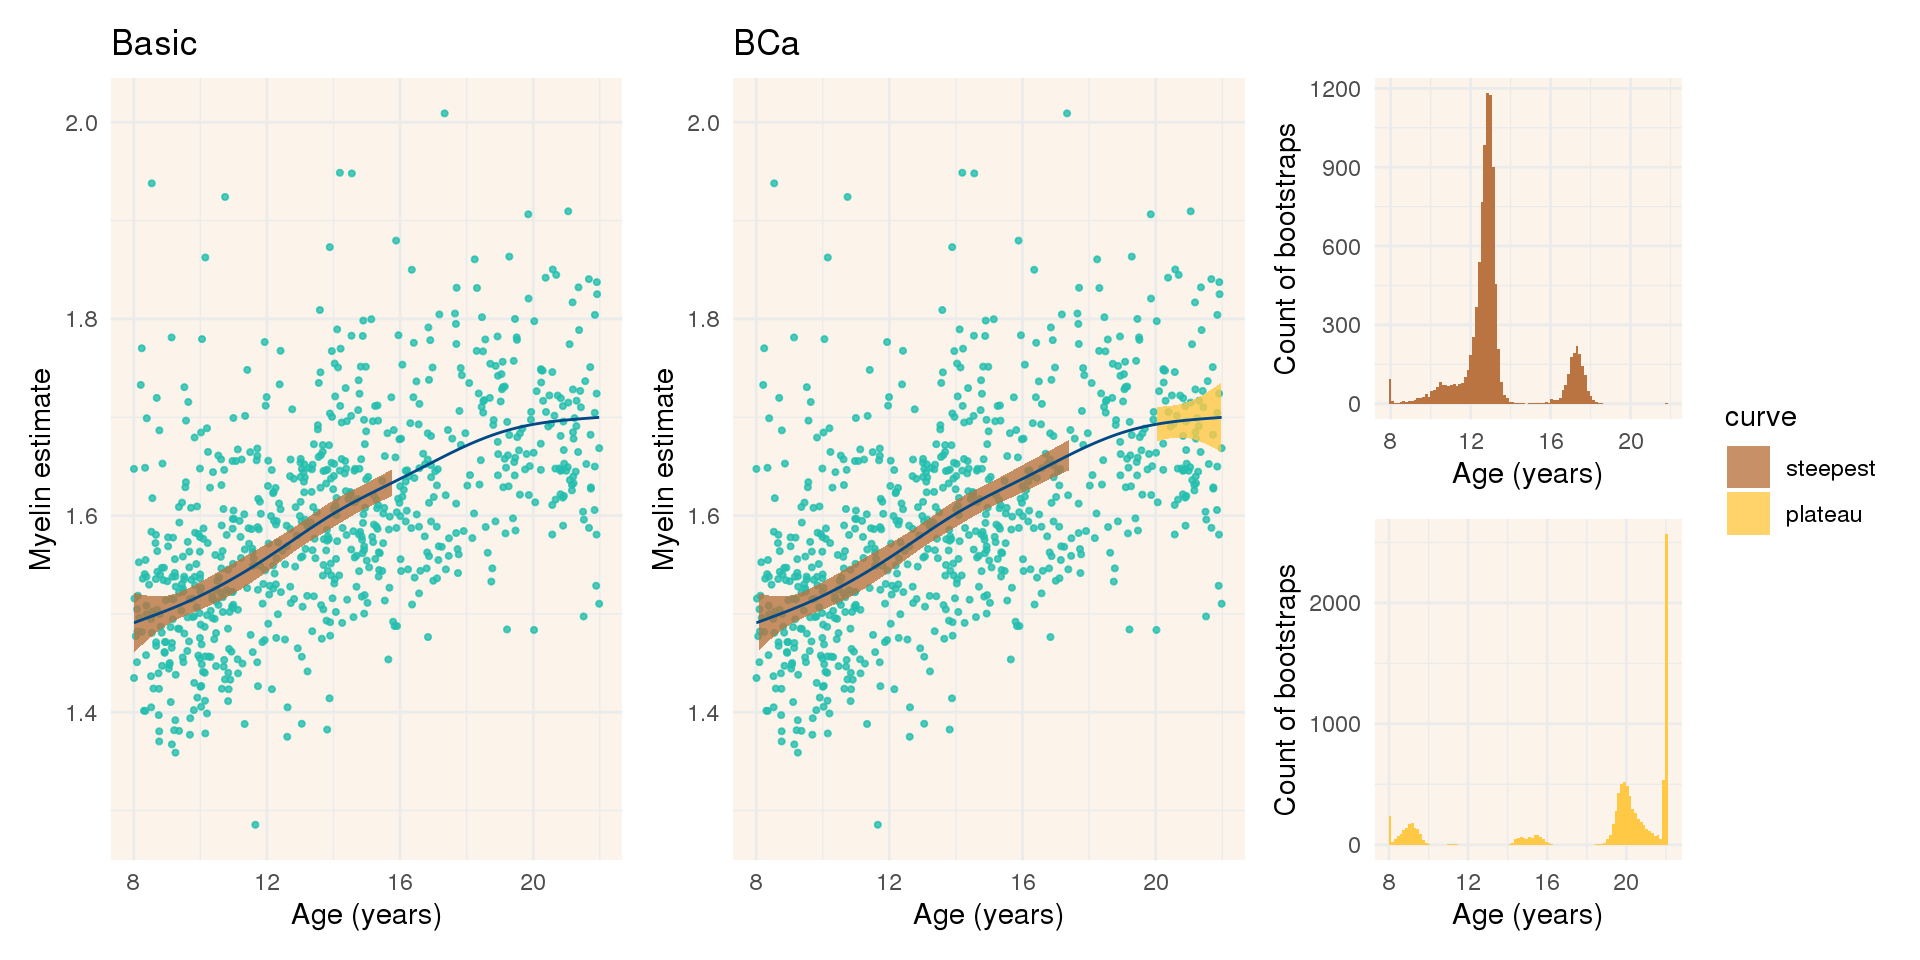 Basic
Myelin estimate
2.0
1.8
1.6
1.4
8 12 16 20
Age (years)
BCa
Myelin estimate
2.0
1.8
1.6
1.4
8 12 16 20
Age (years)
Count of bootstraps
1200
900
600
300
0
8 12 16 20
Age (years)
Count of bootstraps
2000
1000
0
8 12 16 20
Age (years)
curve
steepest
plateau